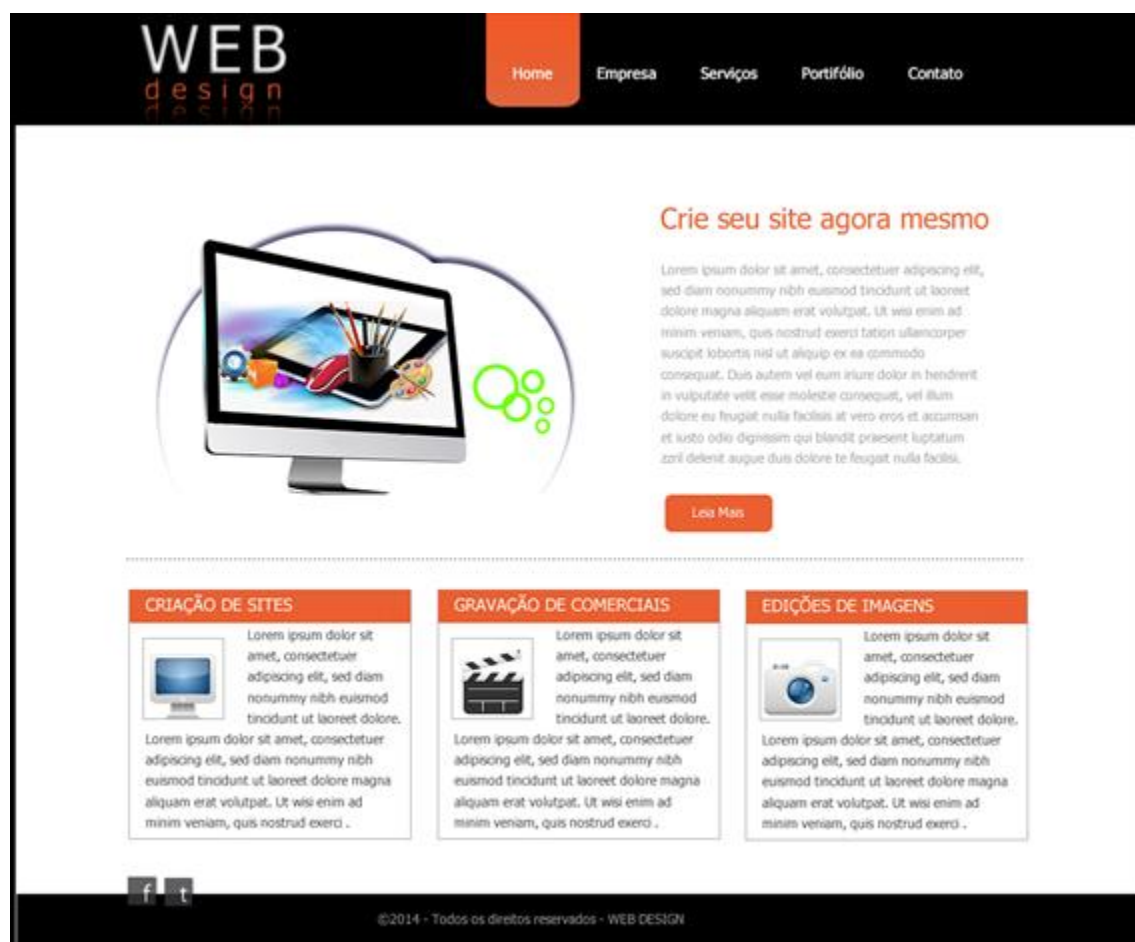 WEB
design
Home Empresa Serviços Portifólio Contato
Crie seu site agora mesmo
Lorem ipsum dolor sit amet, consectetuer adipiscing elit,
sed diam nonummy nibh euismod tincidunt ut laoreet
dolore magna aliquam erat volutpat. Ut wisi enim ad
minim veniam, quis nostrud exerci tation ullamcorper
suscipit lobortis nisl ut aliquip ex ea commodo
consequat. Duis autem vel eum iriure dolor in hendrerit
in vulputate velit esse molestie consequat, vel illum
dolore eu feugiat nulla facilisis at vero eros et accumsan
et iusto odio dignissim qui blandit praesent luptatum
zzril delenit augue duis dolore te feugait nulla facilisi.
Leia Mais
CRIAÇÃO DE SITES
Lorem ipsum dolor sit
amet, consectetuer
adipiscing elit, sed diam
nonummy nibh euismod
tincidunt ut laoreet dolore.
Lorem ipsum dolor sit amet, consectetuer
adipiscing elit, sed diam nonummy nibh
euismod tincidunt ut laoreet dolore magna
aliquam erat volutpat. Ut wisi enim ad
minim veniam, quis nostrud exerci .
GRAVAÇÃO DE COMERCIAIS
Lorem ipsum dolor sit
amet, consectetuer
adipiscing elit, sed diam
nonummy nibh euismod
tincidunt ut laoreet dolore.
Lorem ipsum dolor sit amet, consectetuer
adipiscing elit, sed diam nonummy nibh
euismod tincidunt ut laoreet dolore magna
aliquam erat volutpat. Ut wisi enim ad
minim veniam, quis nostrud exerci .
EDIÇÕES DE IMAGENS
Lorem ipsum dolor sit
amet, consectetuer
adipiscing elit, sed diam
nonummy nibh euismod
tincidunt ut laoreet dolore.
Lorem ipsum dolor sit amet, consectetuer
adipiscing elit, sed diam nonummy nibh
euismod tincidunt ut laoreet dolore magna
aliquam erat volutpat. Ut wisi enim ad
minim veniam, quis nostrud exerci .
f t
©2014 - Todos os direitos reservados - WEB DESIGN